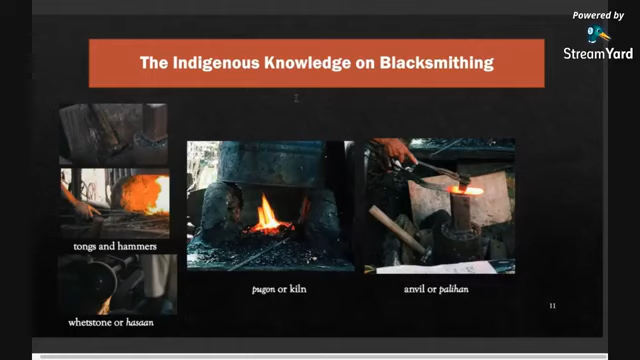 Powered by
StreamYard
The Indigenous Knowledge on Blacksmithing
tongs and hammers
pugon or kiln
anvil or palihan
whetstone or hasaan
11